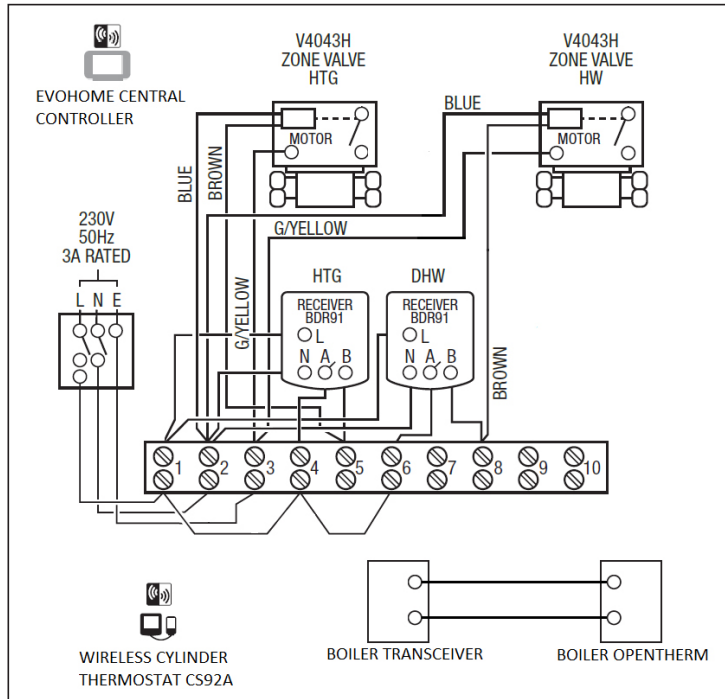 V4043H
ZONE VALVE
HTG
V4043H
ZONE VALVE
HW
EVOHOME CENTRAL
CONTROLLER
BLUE
MOTOR
MOTOR
BLUE
BROWN
G/YELLOW
230V
50Hz
3A RATED
L N E
G/YELLOW
HTG
DHW
RECEIVER
BDR91
L
N A B
RECEIVER
BDR91
L
N A B
BROWN
1 2 3 4 5 6 7 8 9 10
WIRELESS CYLINDER
THERMOSTAT CS92A
BOILER TRANSCEIVER
BOILER OPENTHERM